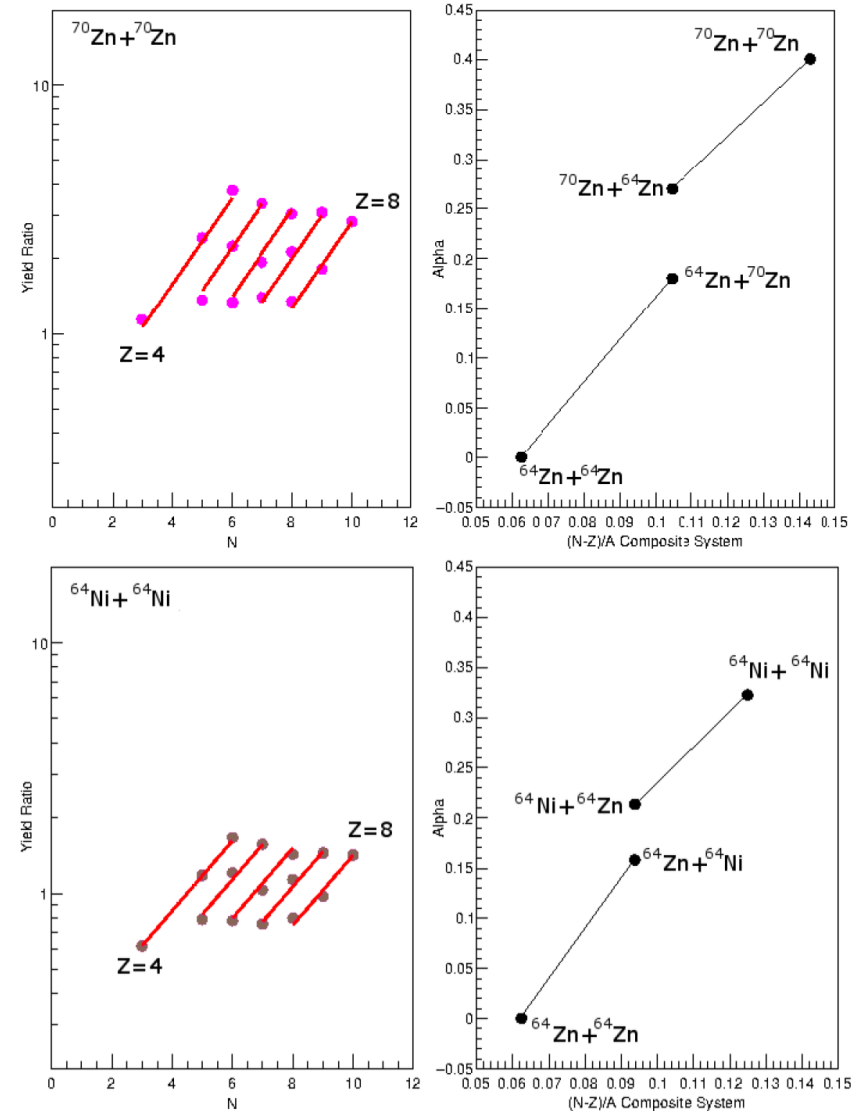 ⁷⁰Zn+⁷⁰Zn
10
1
Yield Ratio
Z=8
Z=4
0 2 4 6 8 10 12
N
0.45
0.4
0.35
0.3
0.25
0.2
0.15
0.1
0.05
0
−0.05
Alpha
⁷⁰Zn+⁷⁰Zn
⁷⁰Zn+⁶⁴Zn
⁶⁴Zn+⁷⁰Zn
⁶⁴Zn+⁶⁴Zn
0.05 0.06 0.07 0.08 0.09 0.1 0.11 0.12 0.13 0.14 0.15
(N-Z)/A Composite System
⁶⁴Ni+⁶⁴Ni
10
1
Yield Ratio
Z=8
Z=4
0 2 4 6 8 10 12
N
0.45
0.4
0.35
0.3
0.25
0.2
0.15
0.1
0.05
0
−0.05
Alpha
⁶⁴Ni+⁶⁴Ni
⁶⁴Ni+⁶⁴Zn
⁶⁴Zn+⁶⁴Ni
⁶⁴Zn+⁶⁴Zn
0.05 0.06 0.07 0.08 0.09 0.1 0.11 0.12 0.13 0.14 0.15
(N-Z)/A Composite System